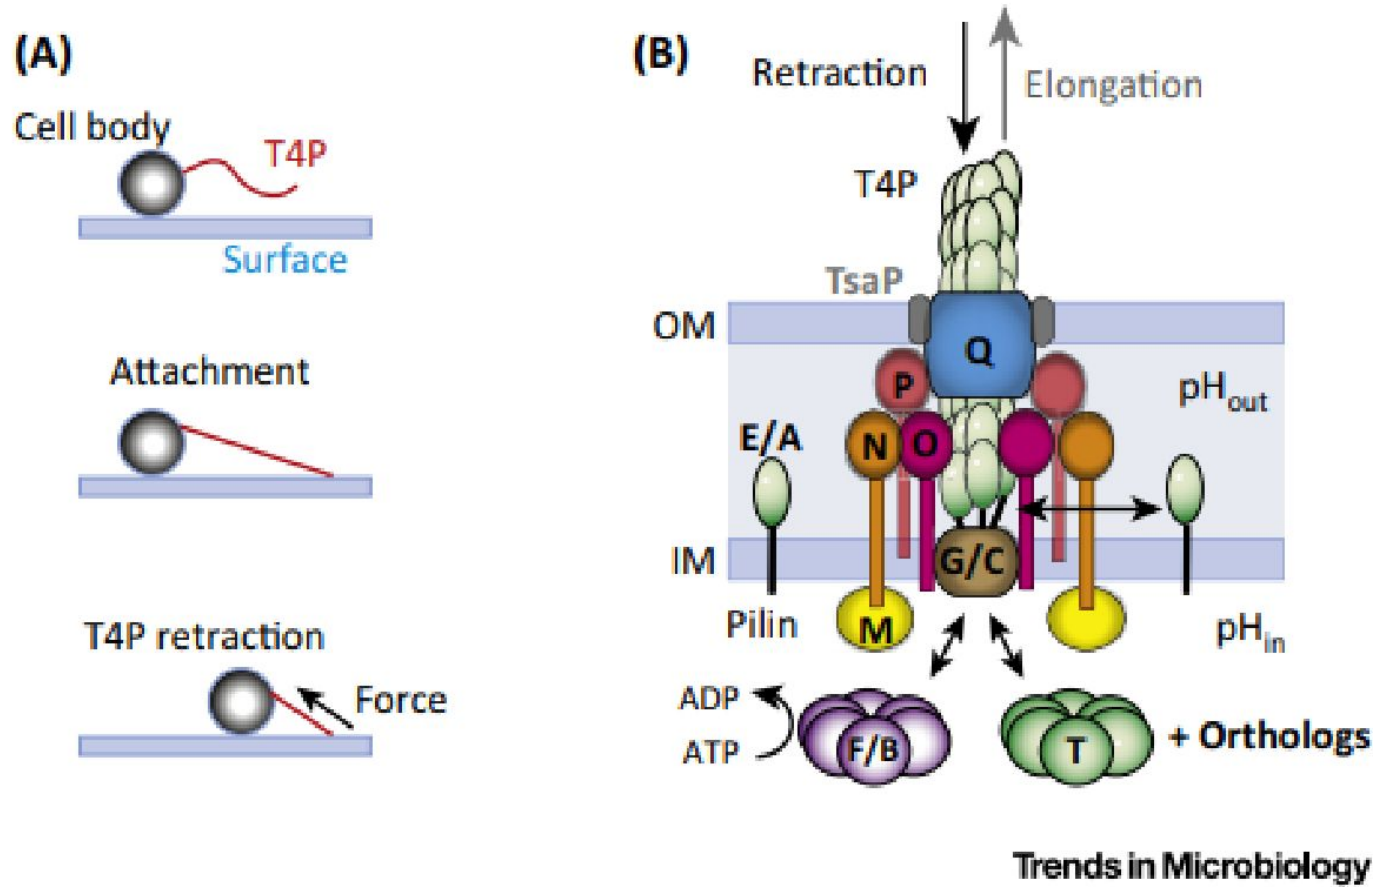 (A)
Cell body
T4P
Surface
Attachment
T4P retraction
Force
(B)
Retraction
Elongation
T4P
TsaP
OM
Q
P
pHout
E/A
N
O
IM
G/C
Pilin
M
pHin
ADP
ATP
F/B
T
+ Orthologs
Trends in Microbiology